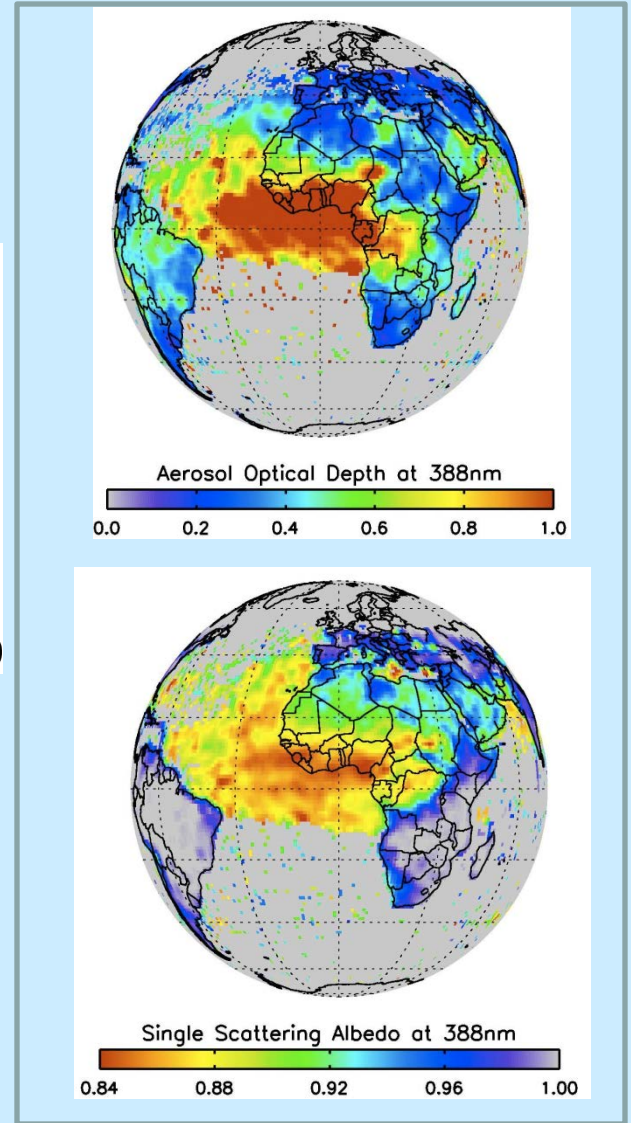 Aerosol Optical Depth at 388nm
0.0 0.2 0.4 0.6 0.8 1.0
)
Single Scattering Albedo at 388nm
0.84 0.88 0.92 0.96 1.00